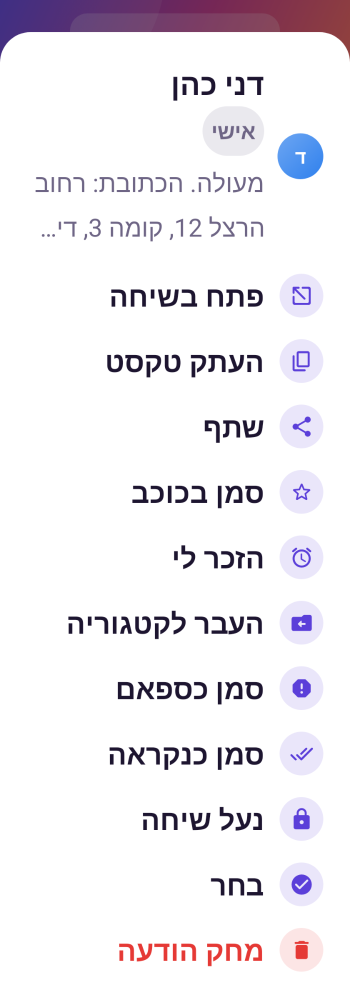 דני כהן
אישי
ד
מעולה. הכתובת: רחוב
הרצל 12, קומה 3, די...
פתח בשיחה
העתק טקסט
שתף
סמן בכוכב
הזכר לי
העבר לקטגוריה
סמן כספאם
סמן כנקראה
נעל שיחה
בחר
מחק הודעה